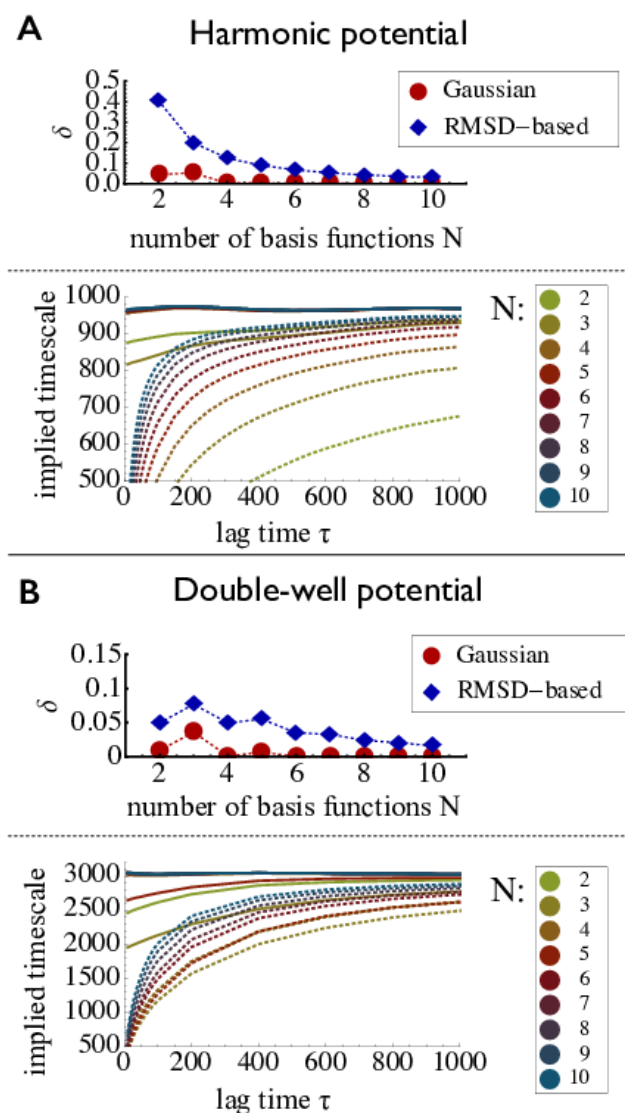 A
Harmonic potential
0.5
0.4
0.3
0.2
0.1
0.0
δ
Gaussian
RMSD-based
2 4 6 8 10
number of basis functions N
1000
900
800
700
600
500
implied timescale
0 200 400 600 800 1000
lag time τ
N:
2
3
4
5
6
7
8
9
10
B
Double-well potential
0.15
0.1
0.05
0
δ
Gaussian
RMSD-based
2 4 6 8 10
number of basis functions N
3000
2500
2000
1500
1000
500
implied timescale
0 200 400 600 800 1000
lag time τ
N:
2
3
4
5
6
7
8
9
10